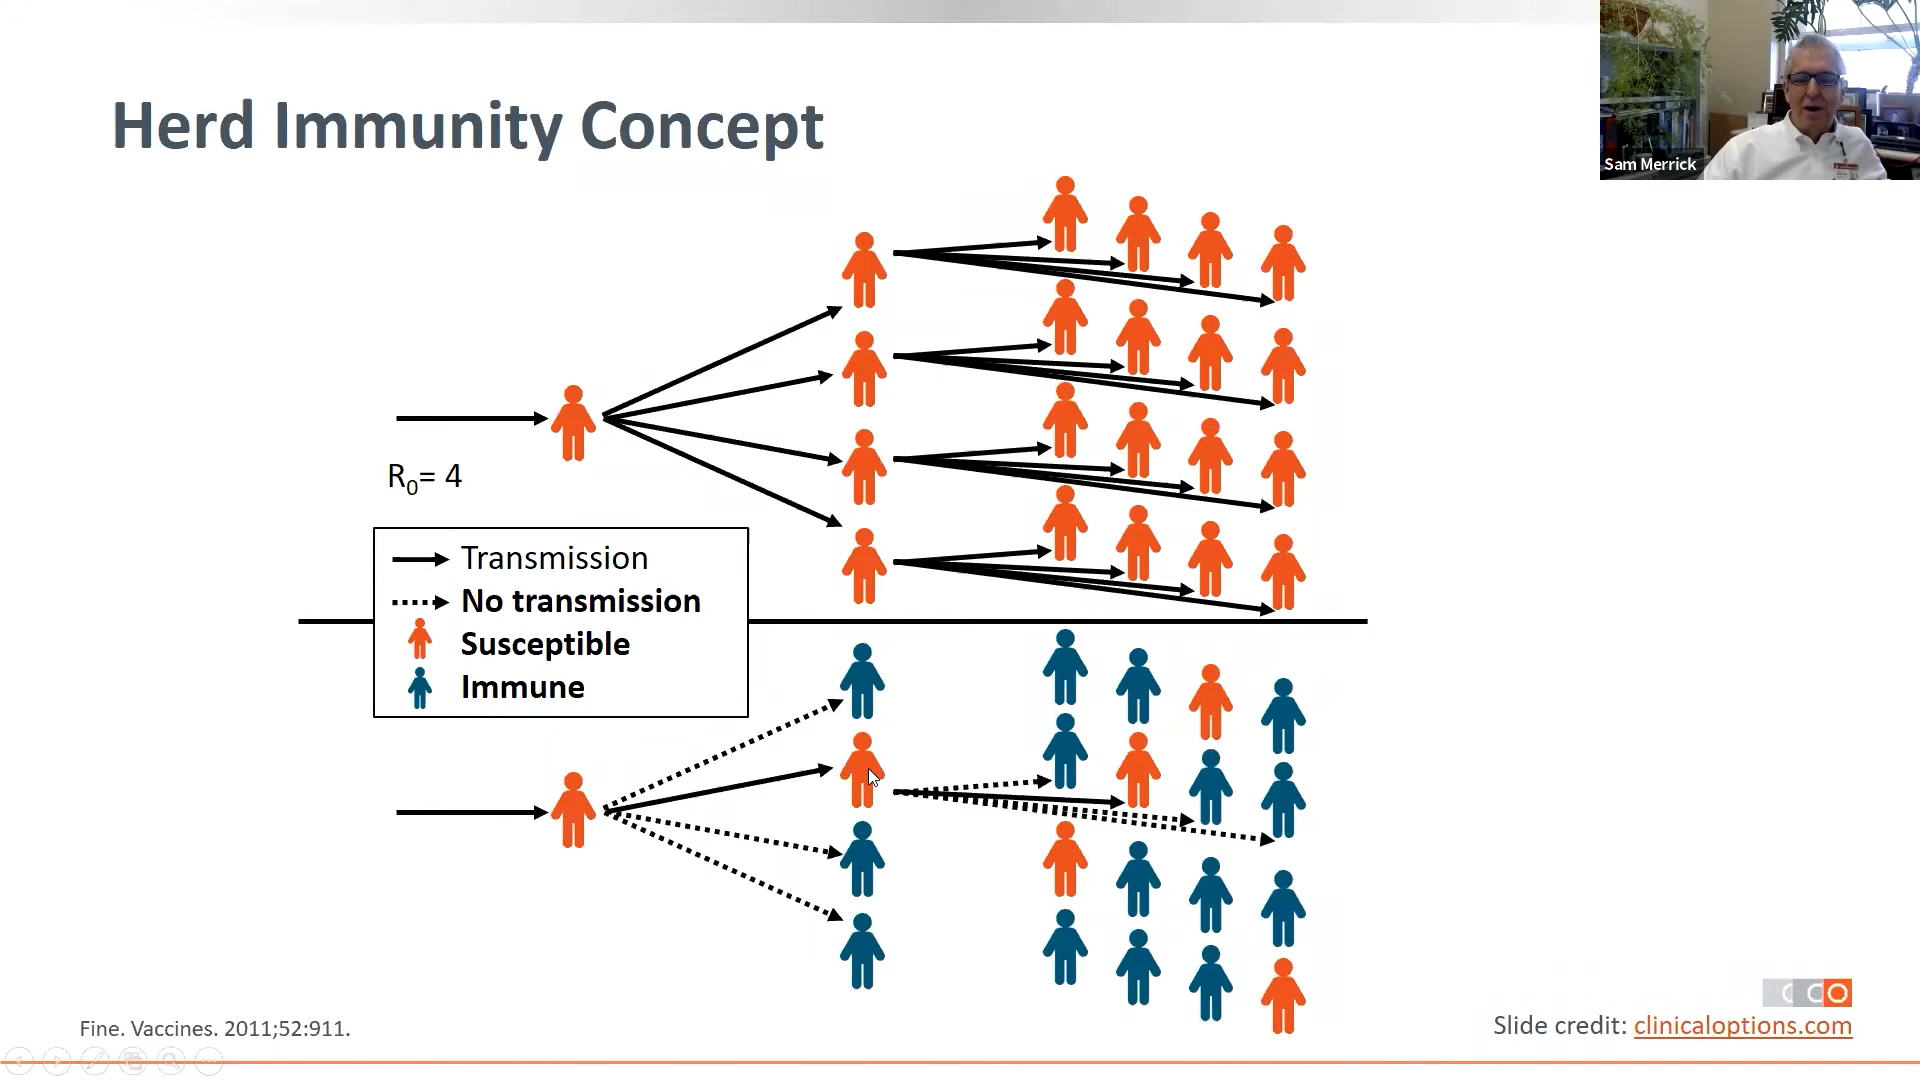 Herd Immunity Concept
Sam Merrick
R0= 4
Transmission
No transmission
Susceptible
Immune
CCO
Fine. Vaccines. 2011;52:911.
Slide credit: clinicaloptions.com